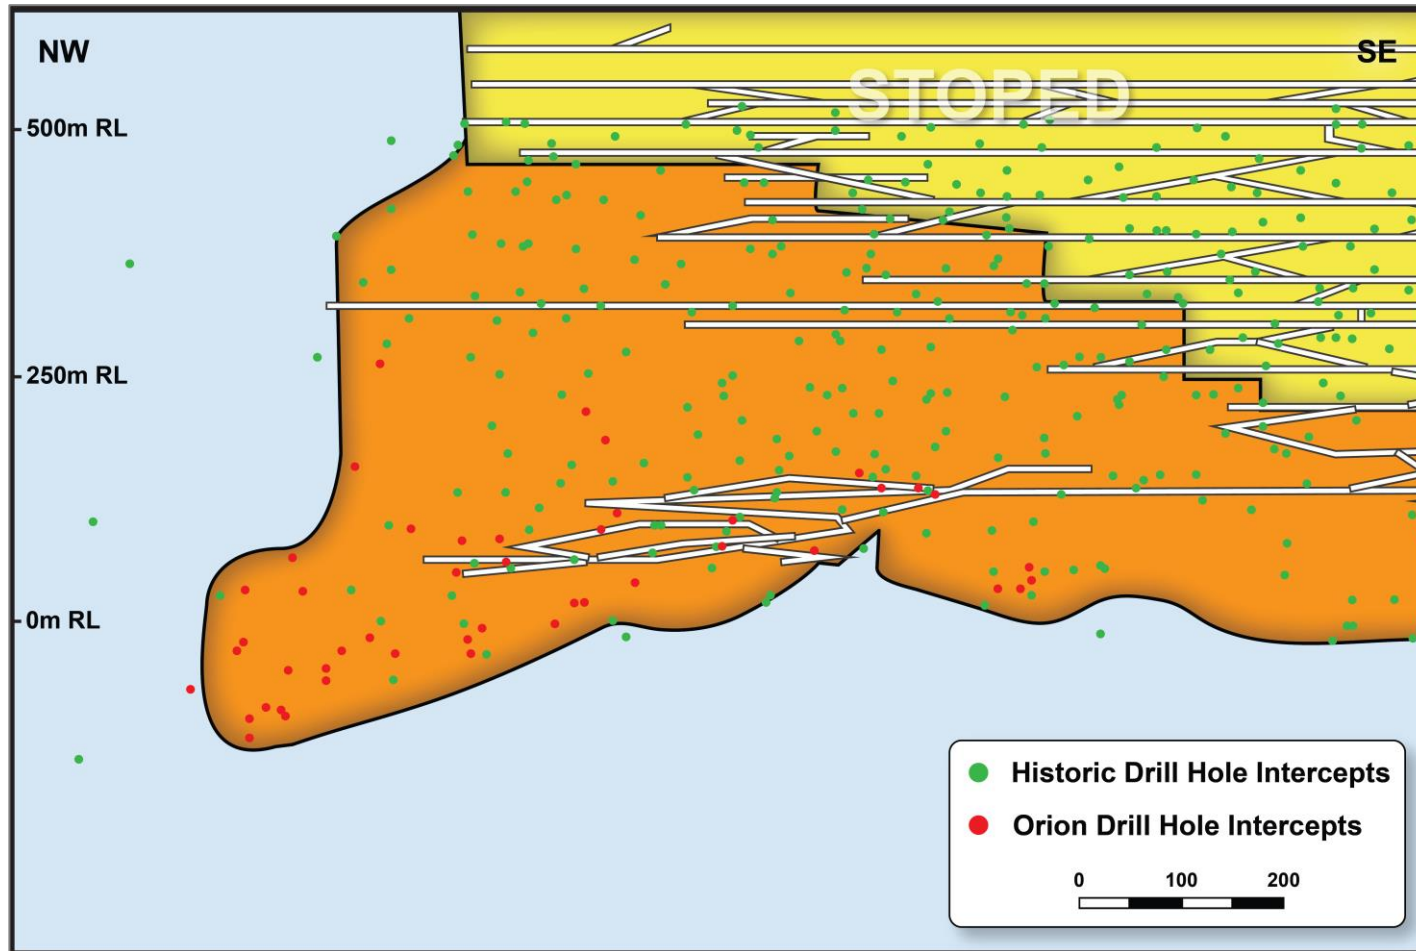 NW
SE
STOPED
500m RL
250m RL
0m RL
Historic Drill Hole Intercepts
Orion Drill Hole Intercepts
0 100 200